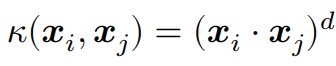 κ(𝒙ᵢ, 𝒙ⱼ) = (𝒙ᵢ · 𝒙ⱼ)ᵈ